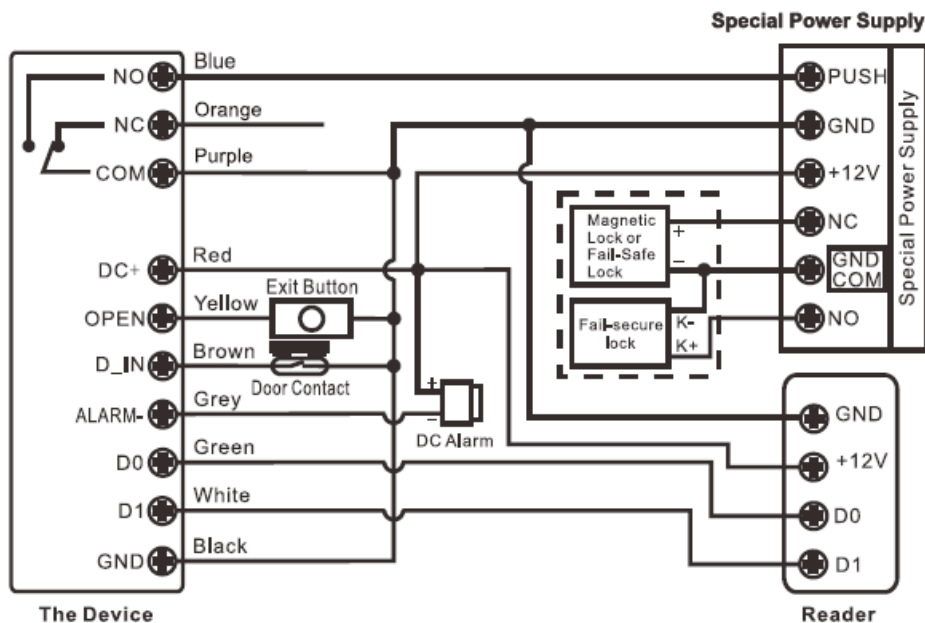 Special Power Supply
NO
Blue
NC
Orange
COM
Purple
DC+
Red
OPEN
Yellow
Exit Button
D_IN
Brown
Door Contact
ALARM-
Grey
D0
Green
D1
White
GND
Black
The Device
+
−
DC Alarm
Magnetic
Lock or
Fail-Safe
Lock
+
−
Fail-secure
lock
K-
K+
PUSH
GND
+12V
NC
GND
COM
NO
Special Power Supply
GND
+12V
D0
D1
Reader